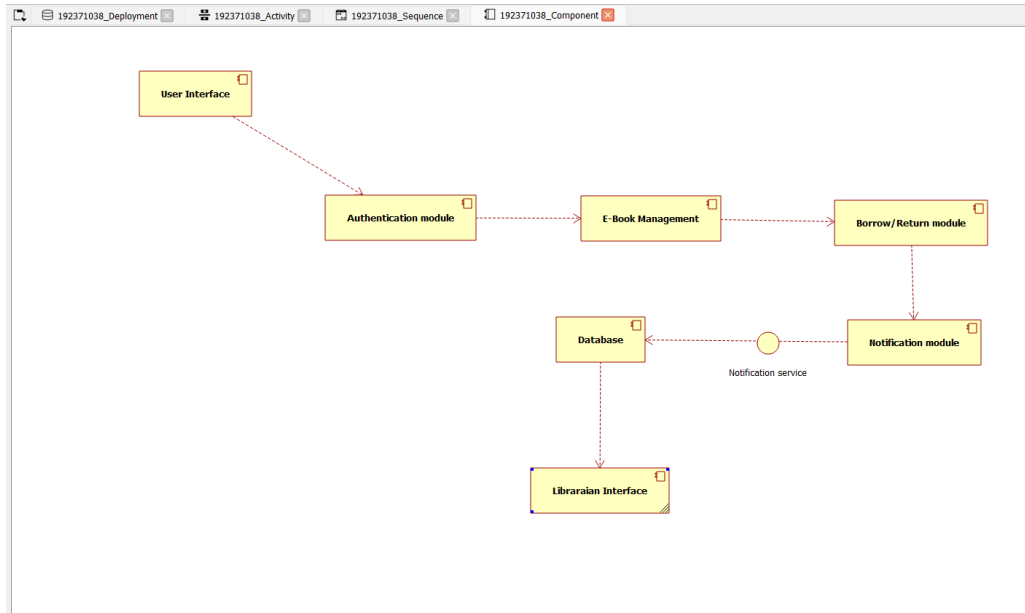 192371038_Deployment
192371038_Activity
192371038_Sequence
192371038_Component
User Interface
Authentication module
E-Book Management
Borrow/Return module
Database
Notification service
Notification module
Libraraian Interface